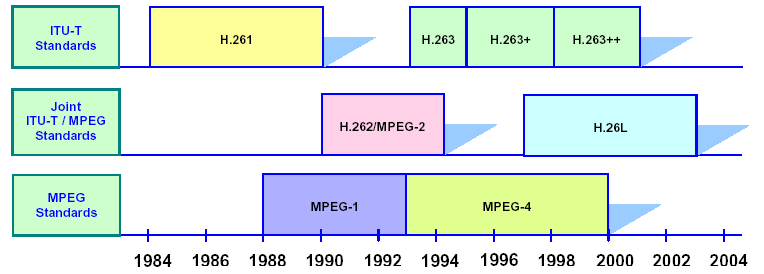 ITU-T
Standards
H.261
H.263
H.263+
H.263++
Joint
ITU-T / MPEG
Standards
H.262/MPEG-2
H.26L
MPEG
Standards
MPEG-1
MPEG-4
1984 1986 1988 1990 1992 1994 1996 1998 2000 2002 2004